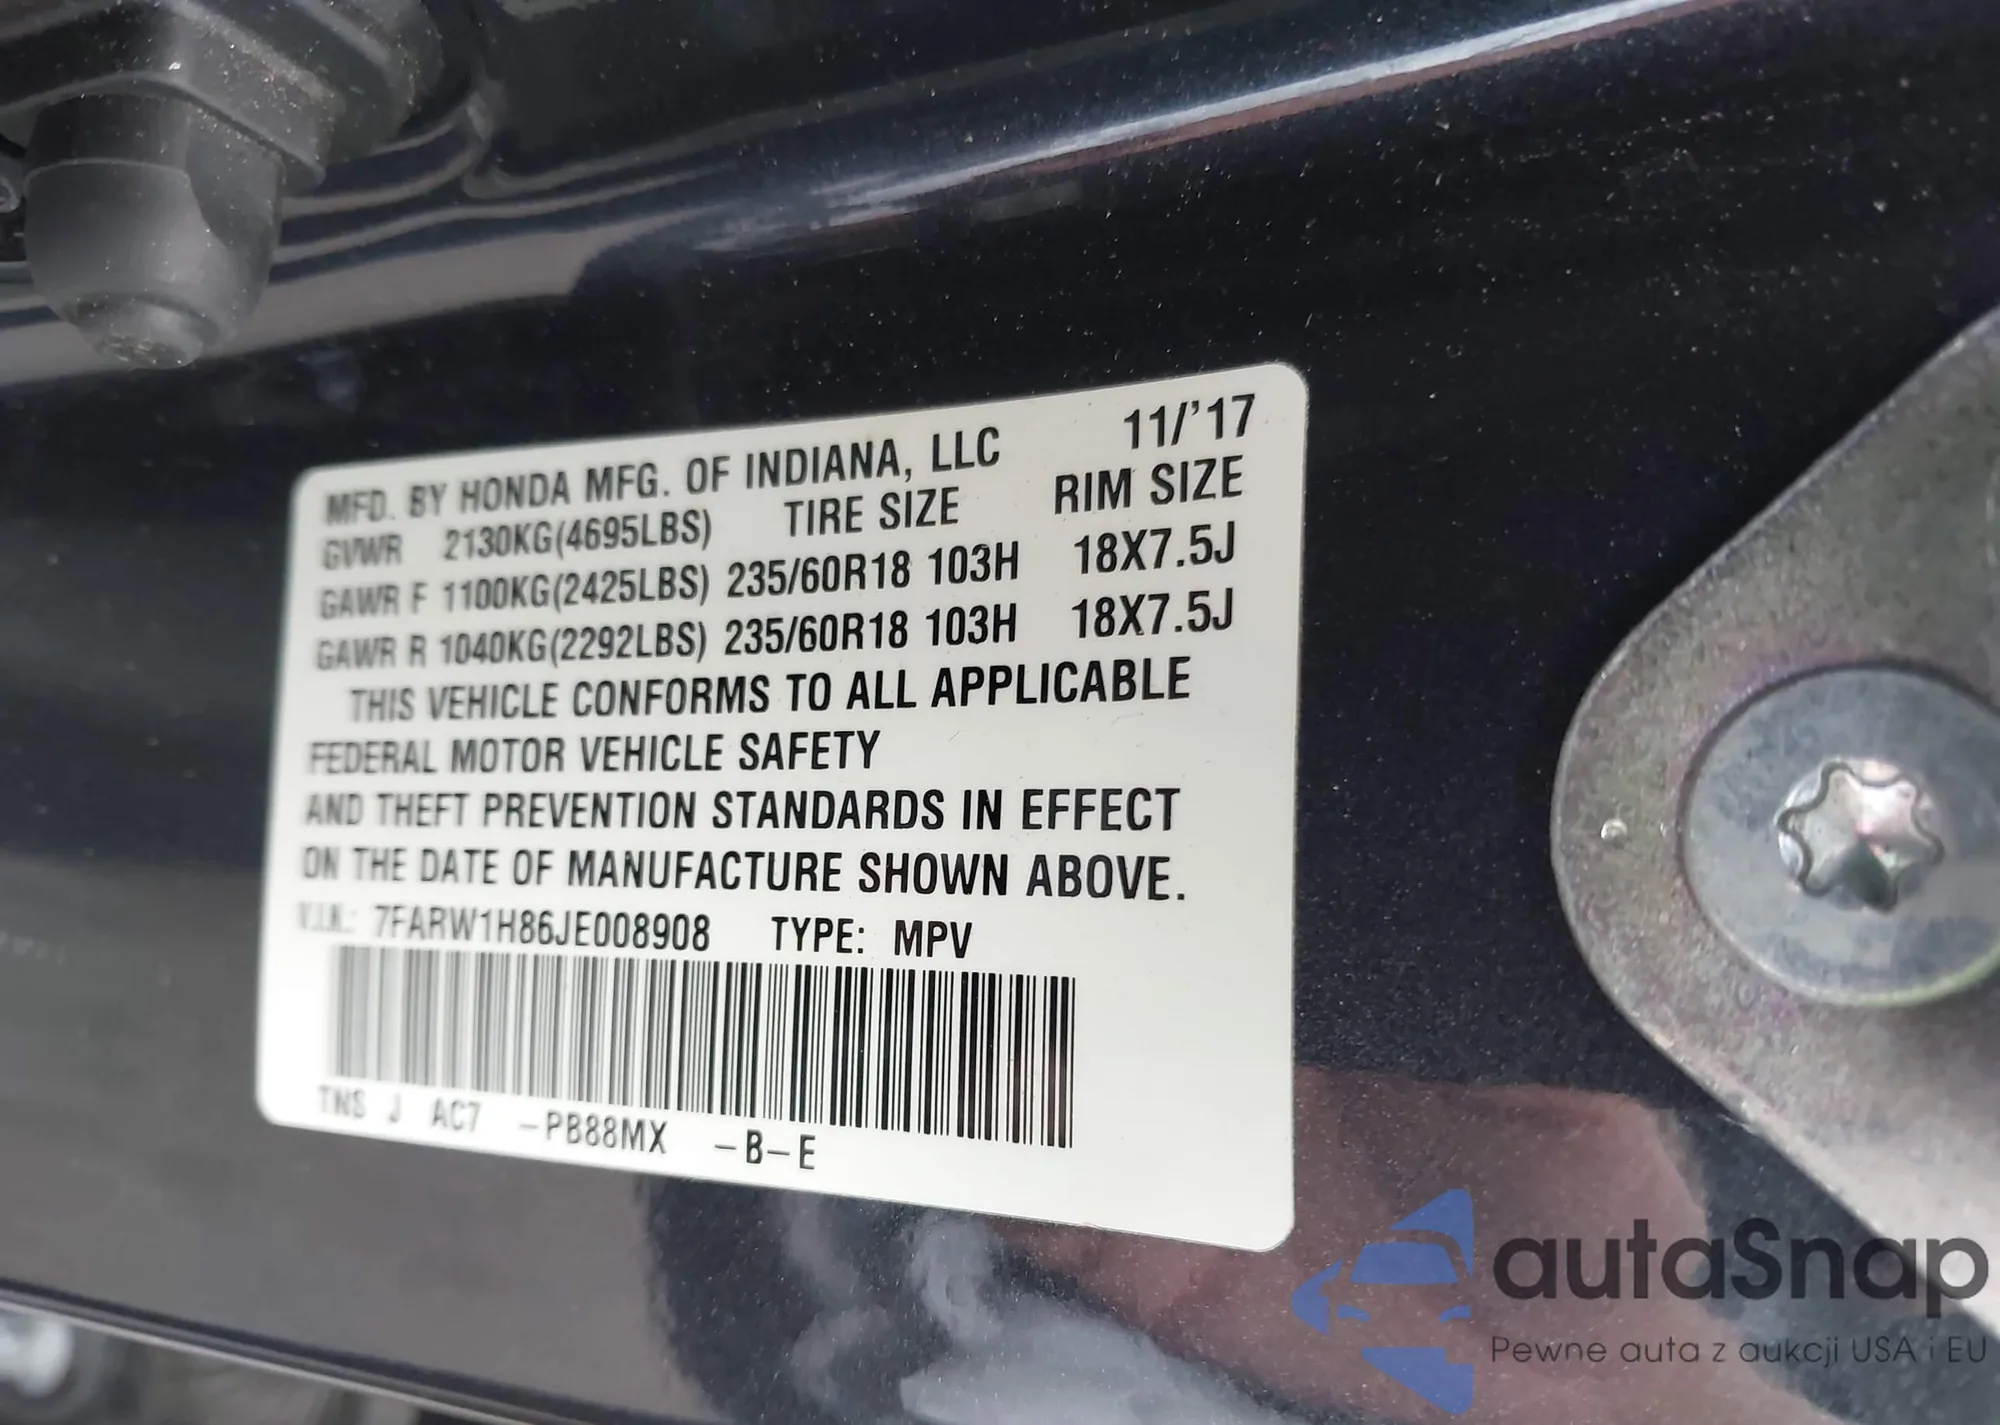 MFD. BY HONDA MFG. OF INDIANA, LLC 11/'17
GVWR 2130KG(4695LBS) TIRE SIZE RIM SIZE
GAWR F 1100KG(2425LBS) 235/60R18 103H 18X7.5J
GAWR R 1040KG(2292LBS) 235/60R18 103H 18X7.5J
THIS VEHICLE CONFORMS TO ALL APPLICABLE
FEDERAL MOTOR VEHICLE SAFETY
AND THEFT PREVENTION STANDARDS IN EFFECT
ON THE DATE OF MANUFACTURE SHOWN ABOVE.
V.I.N.: 7FARW1H86JE008908 TYPE: MPV
TNS J AC7 -PB88MX -B-E
autaSnap
Pewne auta z aukcji USA i EU